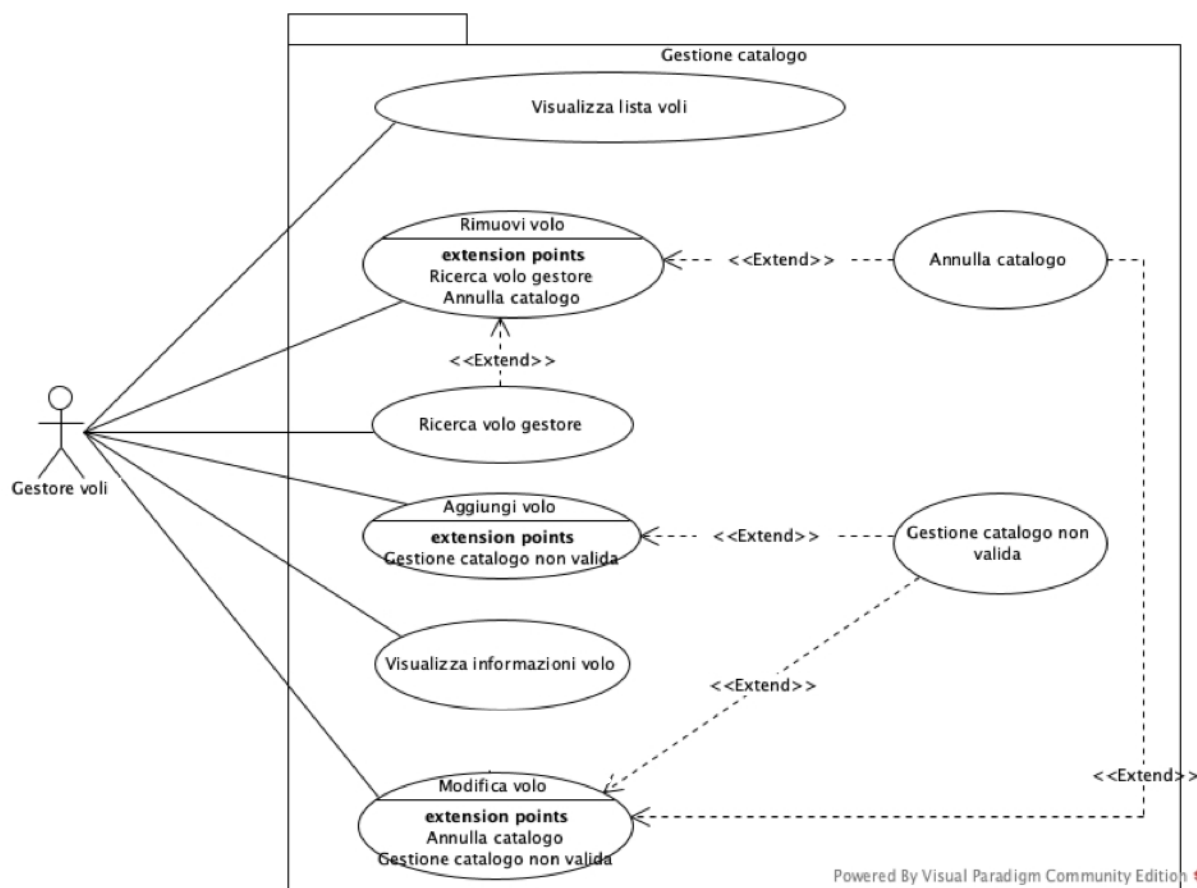 Gestione catalogo
Visualizza lista voli
Rimuovi volo
extension points
Ricerca volo gestore
Annulla catalogo
<<Extend>>
Annulla catalogo
<<Extend>>
Ricerca volo gestore
Gestore voli
Aggiungi volo
extension points
Gestione catalogo non valida
<<Extend>>
Gestione catalogo non
valida
Visualizza informazioni volo
<<Extend>>
Modifica volo
extension points
Annulla catalogo
Gestione catalogo non valida
<<Extend>>
Powered By Visual Paradigm Community Edition